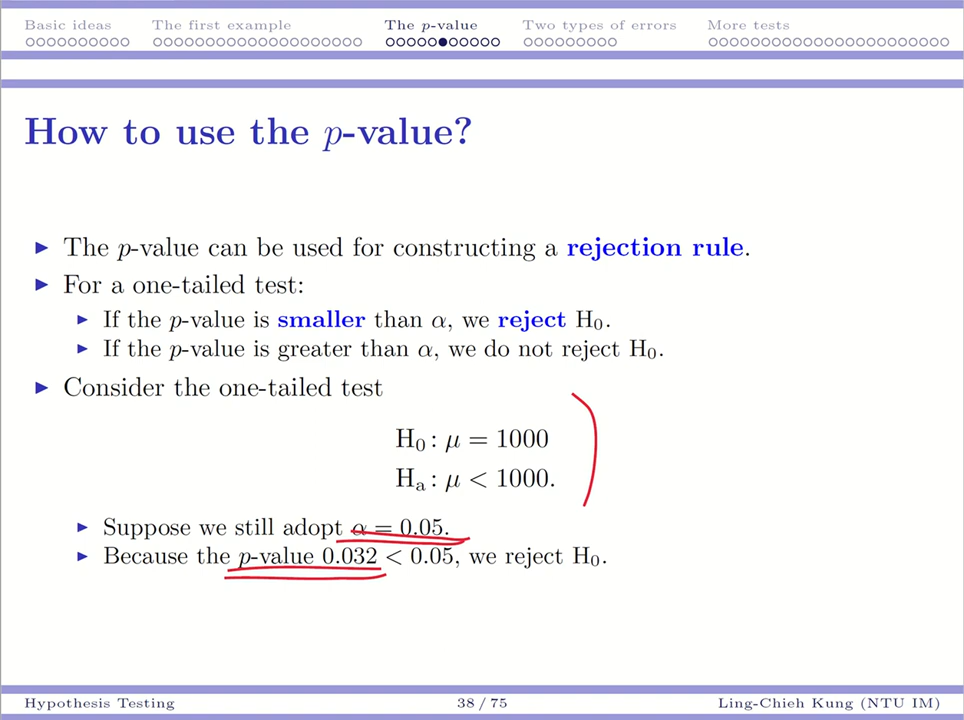 Basic ideas The first example The p-value Two types of errors More tests
How to use the p-value?
The p-value can be used for constructing a rejection rule.
For a one-tailed test:
If the p-value is smaller than α, we reject H₀.
If the p-value is greater than α, we do not reject H₀.
Consider the one-tailed test
H₀ : μ = 1000
Hₐ : μ < 1000.
Suppose we still adopt α = 0.05.
Because the p-value 0.032 < 0.05, we reject H₀.
Hypothesis Testing 38 / 75 Ling-Chieh Kung (NTU IM)